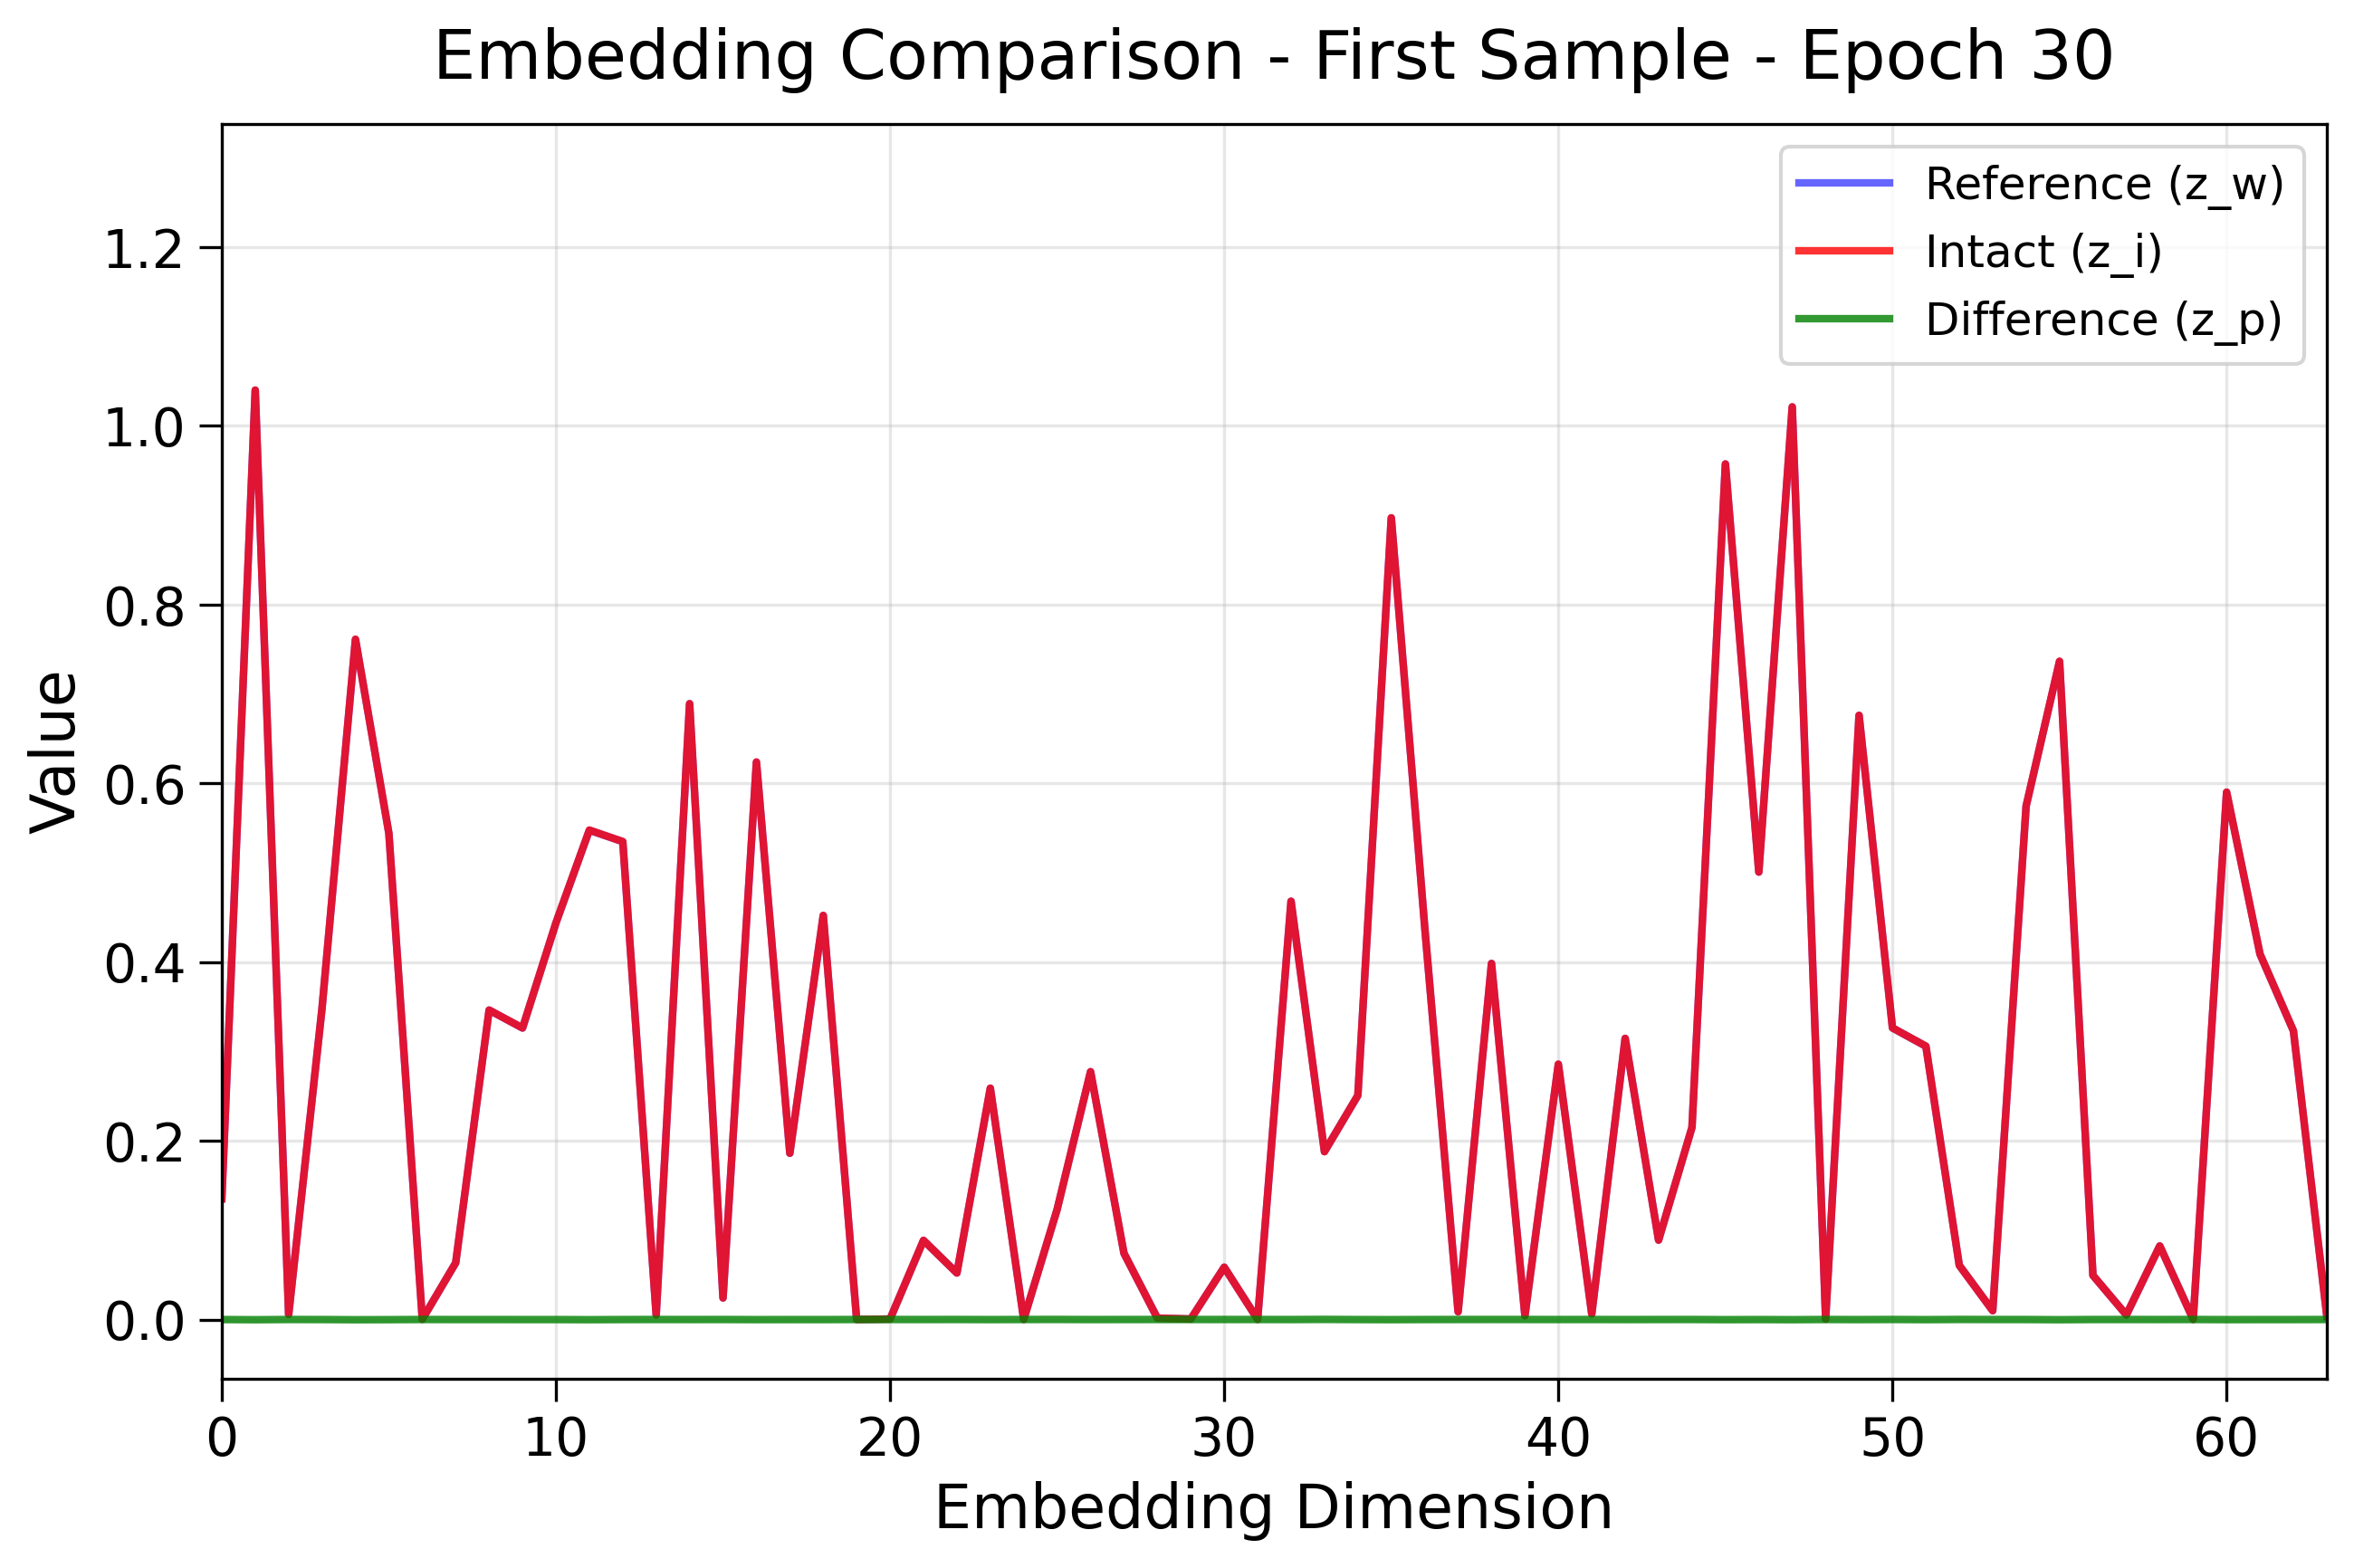 Embedding Comparison - First Sample - Epoch 30
Reference (z_w)
Intact (z_i)
Difference (z_p)
1.2
1.0
0.8
0.6
0.4
0.2
0.0
Value
0 10 20 30 40 50 60
Embedding Dimension